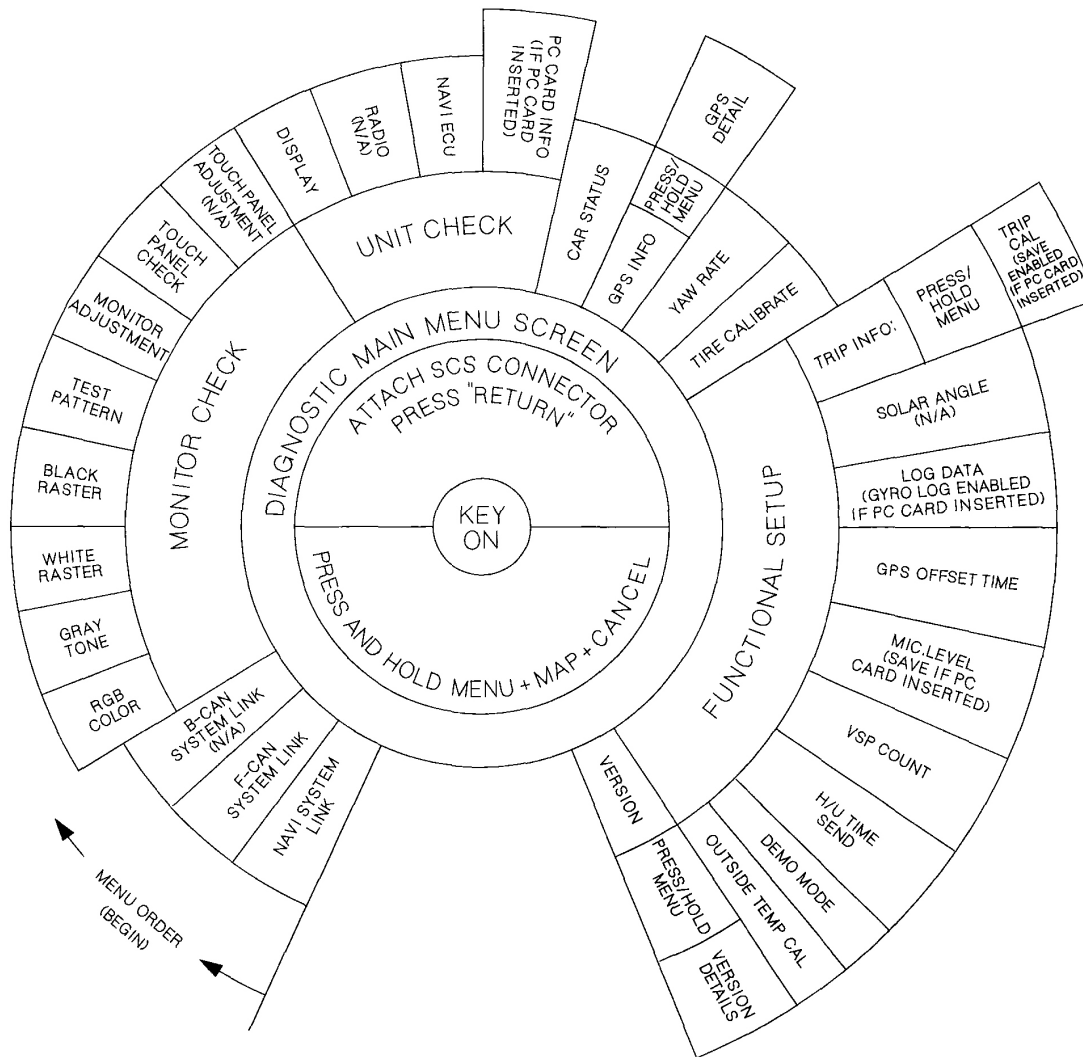 KEY
ON
ATTACH SCS CONNECTOR
PRESS "RETURN"
PRESS AND HOLD MENU + MAP + CANCEL
DIAGNOSTIC MAIN MENU SCREEN
MENU ORDER
(BEGIN)
NAVI SYSTEM
LINK
F-CAN
SYSTEM LINK
B-CAN
SYSTEM LINK
(N/A)
MONITOR CHECK
RGB
COLOR
GRAY
TONE
WHITE
RASTER
BLACK
RASTER
TEST
PATTERN
MONITOR
ADJUSTMENT
TOUCH
PANEL
CHECK
TOUCH PANEL
ADJUSTMENT
(N/A)
UNIT CHECK
DISPLAY
RADIO
(N/A)
NAVI ECU
PC CARD INFO
(IF PC CARD
INSERTED)
CAR STATUS
GPS INFO
PRESS/
HOLD
MENU
GPS
DETAIL
YAW RATE
TIRE CALIBRATE
FUNCTIONAL SETUP
TRIP INFO:
PRESS/
HOLD
MENU
TRIP
CAL
(SAVE
ENABLED
(IF PC CARD
INSERTED)
SOLAR ANGLE
(N/A)
LOG DATA
(GYRO LOG ENABLED
IF PC CARD INSERTED)
GPS OFFSET TIME
MIC.LEVEL
(SAVE IF PC
CARD INSERTED)
VSP COUNT
H/U TIME
SEND
DEMO MODE
OUTSIDE TEMP CAL
VERSION
PRESS/HOLD
MENU
VERSION
DETAILS